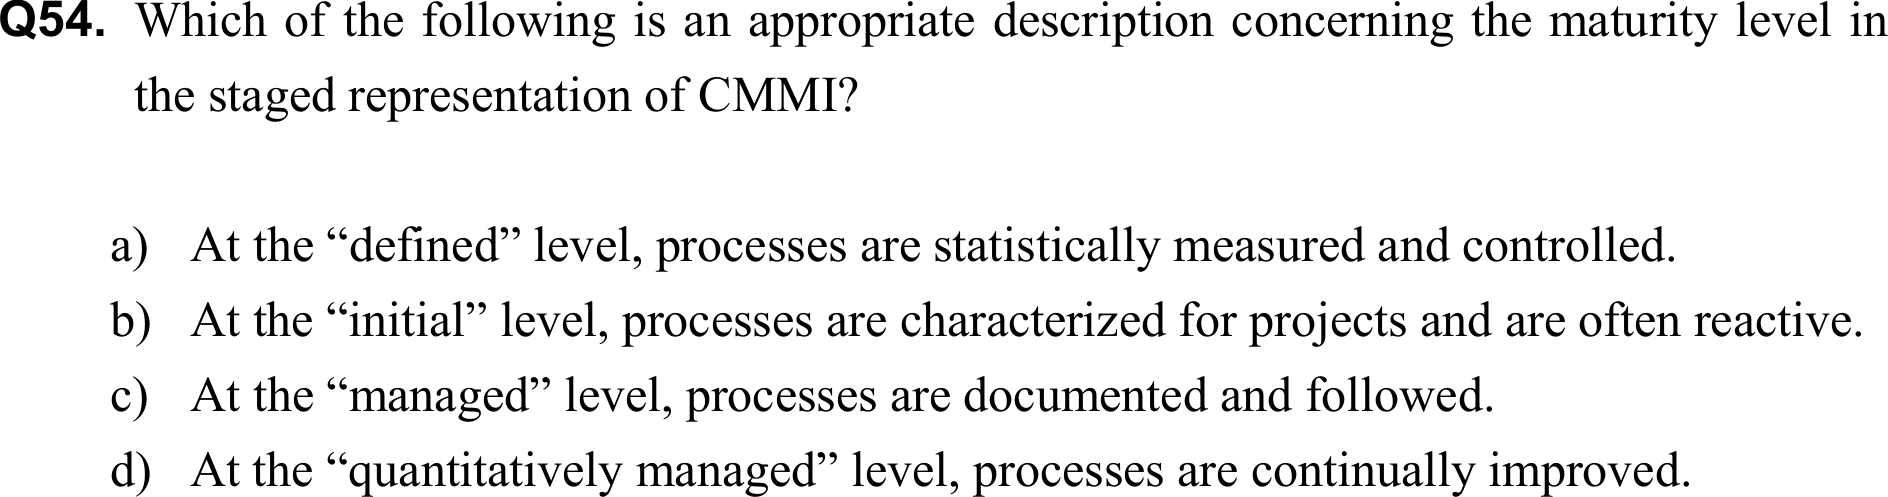 Q54. Which of the following is an appropriate description concerning the maturity level in
the staged representation of CMMI?
a) At the “defined” level, processes are statistically measured and controlled.
b) At the “initial” level, processes are characterized for projects and are often reactive.
c) At the “managed” level, processes are documented and followed.
d) At the “quantitatively managed” level, processes are continually improved.